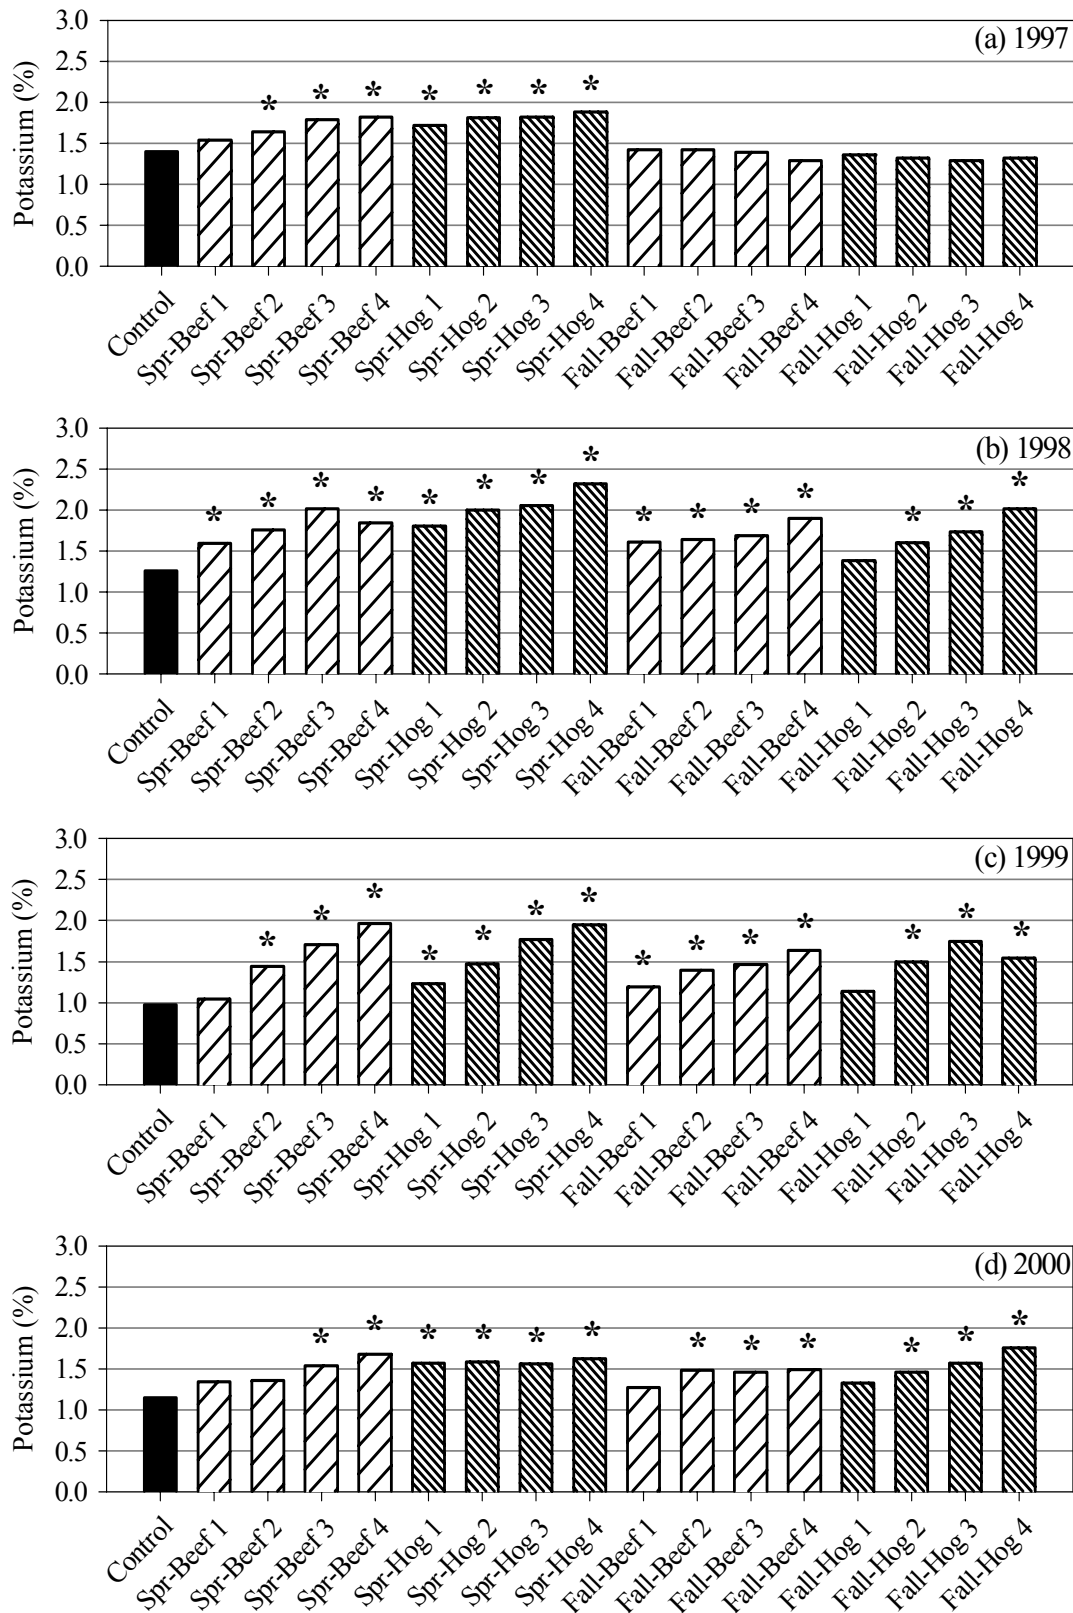 (a) 1997
Potassium (%)
3.0
2.5
2.0
1.5
1.0
0.5
0.0
* * * * * * *
Control Spr-Beef 1 Spr-Beef 2 Spr-Beef 3 Spr-Beef 4 Spr-Hog 1 Spr-Hog 2 Spr-Hog 3 Spr-Hog 4 Fall-Beef 1 Fall-Beef 2 Fall-Beef 3 Fall-Beef 4 Fall-Hog 1 Fall-Hog 2 Fall-Hog 3 Fall-Hog 4
(b) 1998
Potassium (%)
3.0
2.5
2.0
1.5
1.0
0.5
0.0
* * * * * * * * * * * * * * *
Control Spr-Beef 1 Spr-Beef 2 Spr-Beef 3 Spr-Beef 4 Spr-Hog 1 Spr-Hog 2 Spr-Hog 3 Spr-Hog 4 Fall-Beef 1 Fall-Beef 2 Fall-Beef 3 Fall-Beef 4 Fall-Hog 1 Fall-Hog 2 Fall-Hog 3 Fall-Hog 4
(c) 1999
Potassium (%)
3.0
2.5
2.0
1.5
1.0
0.5
0.0
* * * * * * * * * * * * * *
Control Spr-Beef 1 Spr-Beef 2 Spr-Beef 3 Spr-Beef 4 Spr-Hog 1 Spr-Hog 2 Spr-Hog 3 Spr-Hog 4 Fall-Beef 1 Fall-Beef 2 Fall-Beef 3 Fall-Beef 4 Fall-Hog 1 Fall-Hog 2 Fall-Hog 3 Fall-Hog 4
(d) 2000
Potassium (%)
3.0
2.5
2.0
1.5
1.0
0.5
0.0
* * * * * * * * * * * *
Control Spr-Beef 1 Spr-Beef 2 Spr-Beef 3 Spr-Beef 4 Spr-Hog 1 Spr-Hog 2 Spr-Hog 3 Spr-Hog 4 Fall-Beef 1 Fall-Beef 2 Fall-Beef 3 Fall-Beef 4 Fall-Hog 1 Fall-Hog 2 Fall-Hog 3 Fall-Hog 4